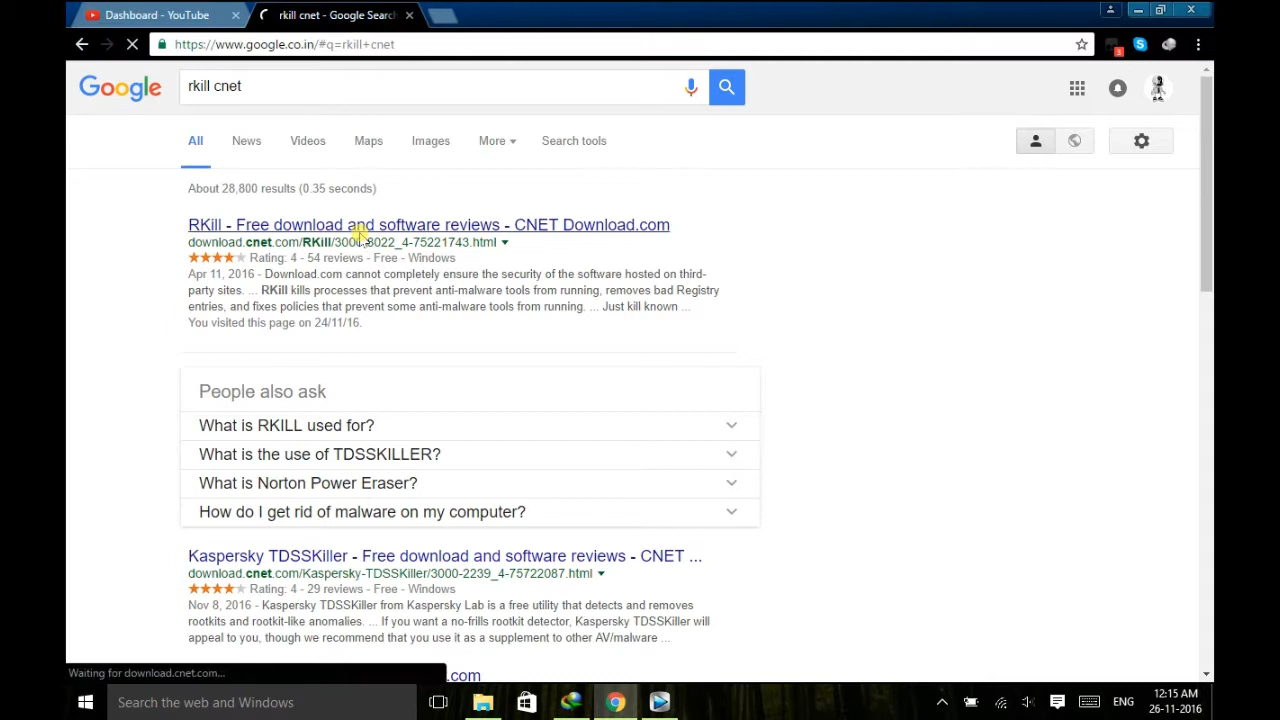 Dashboard - YouTube
rkill cnet - Google Search
https://www.google.co.in/#q=rkill+cnet
3
Google
rkill cnet
All News Videos Maps Images More Search tools
About 28,800 results (0.35 seconds)
RKill - Free download and software reviews - CNET Download.com
download.cnet.com/RKill/3000-8022_4-75221743.html
Rating: 4 - 54 reviews - Free - Windows
Apr 11, 2016 - Download.com cannot completely ensure the security of the software hosted on third-
party sites. ... RKill kills processes that prevent anti-malware tools from running, removes bad Registry
entries, and fixes policies that prevent some anti-malware tools from running. ... Just kill known ...
You visited this page on 24/11/16.
People also ask
What is RKILL used for?
What is the use of TDSSKILLER?
What is Norton Power Eraser?
How do I get rid of malware on my computer?
Kaspersky TDSSKiller - Free download and software reviews - CNET ...
download.cnet.com/Kaspersky-TDSSKiller/3000-2239_4-75722087.html
Rating: 4 - 29 reviews - Free - Windows
Nov 8, 2016 - Kaspersky TDSSKiller from Kaspersky Lab is a free utility that detects and removes
rootkits and rootkit-like anomalies. ... If you want a no-frills rootkit detector, Kaspersky TDSSKiller will
appeal to you, though we recommend that you use it as a supplement to other AV/malware ...
.com
Waiting for download.cnet.com...
Search the web and Windows
ENG
12:15 AM
26-11-2016